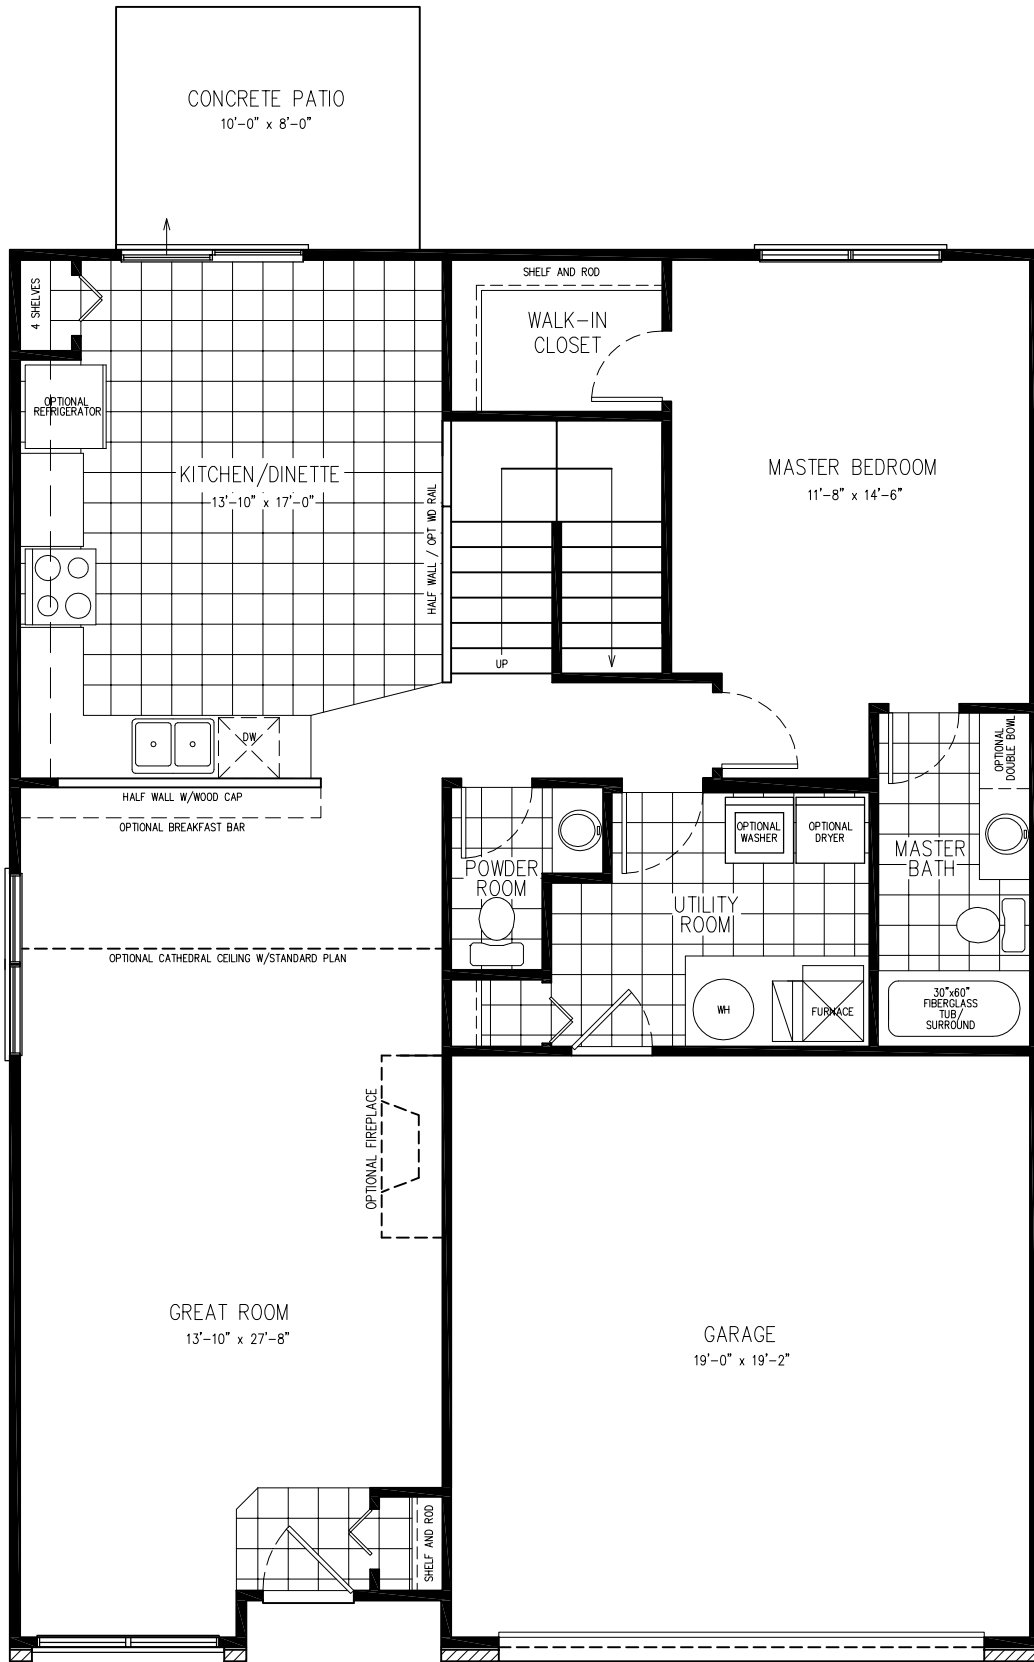 CONCRETE PATIO
10'-0" x 8'-0"
4 SHELVES
SHELF AND ROD
WALK-IN
CLOSET
OPTIONAL
REFRIGERATOR
KITCHEN/DINETTE
13'-10" x 17'-0"
HALF WALL / OPT WD RAIL
MASTER BEDROOM
11'-8" x 14'-6"
UP
DW
OPTIONAL
DOUBLE BOWL
HALF WALL W/WOOD CAP
OPTIONAL BREAKFAST BAR
OPTIONAL
WASHER
OPTIONAL
DRYER
MASTER
BATH
POWDER
ROOM
UTILITY
ROOM
OPTIONAL CATHEDRAL CEILING W/STANDARD PLAN
WH
FURNACE
30"x60"
FIBERGLASS
TUB/
SURROUND
OPTIONAL FIREPLACE
GREAT ROOM
13'-10" x 27'-8"
GARAGE
19'-0" x 19'-2"
SHELF AND ROD